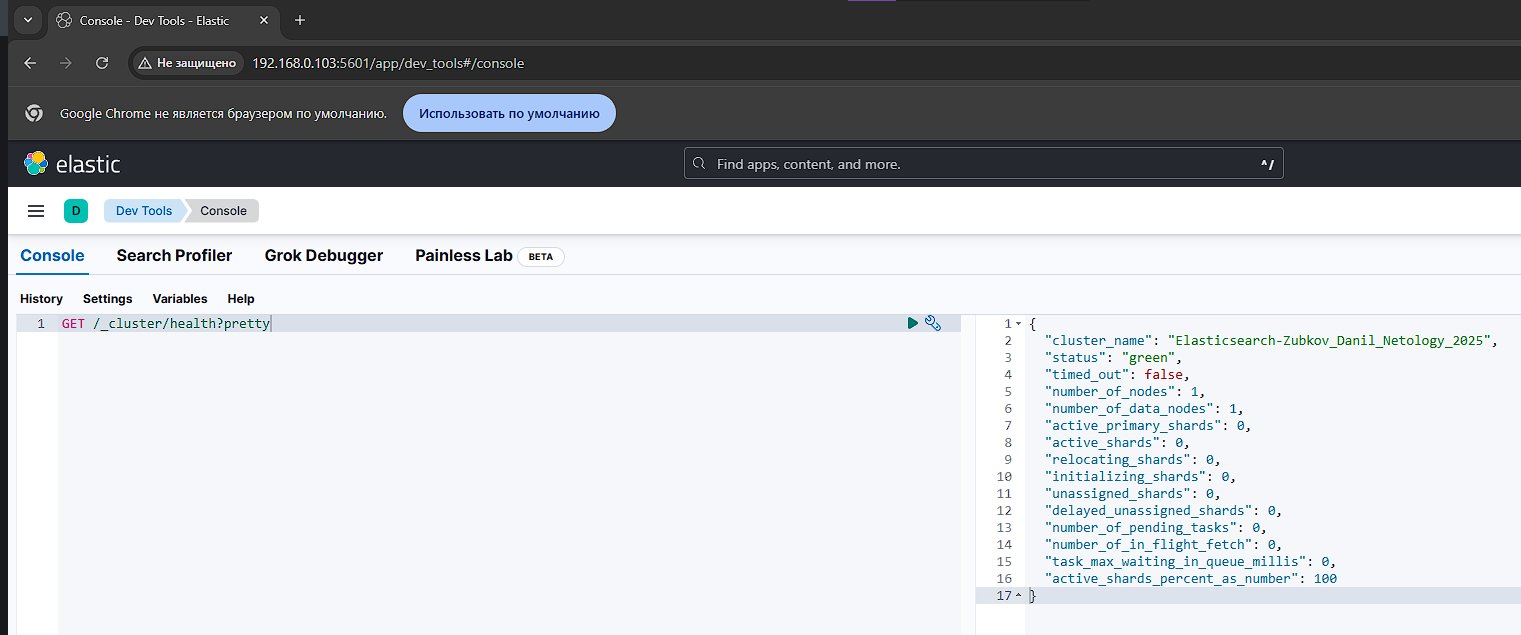 Console - Dev Tools - Elastic
Не защищено 192.168.0.103:5601/app/dev_tools#/console
Google Chrome не является браузером по умолчанию. Использовать по умолчанию
elastic Find apps, content, and more. ^/
D Dev Tools Console
Console Search Profiler Grok Debugger Painless Lab BETA
History Settings Variables Help
1 GET /_cluster/health?pretty
1 {
2 "cluster_name": "Elasticsearch-Zubkov_Danil_Netology_2025",
3 "status": "green",
4 "timed_out": false,
5 "number_of_nodes": 1,
6 "number_of_data_nodes": 1,
7 "active_primary_shards": 0,
8 "active_shards": 0,
9 "relocating_shards": 0,
10 "initializing_shards": 0,
11 "unassigned_shards": 0,
12 "delayed_unassigned_shards": 0,
13 "number_of_pending_tasks": 0,
14 "number_of_in_flight_fetch": 0,
15 "task_max_waiting_in_queue_millis": 0,
16 "active_shards_percent_as_number": 100
17 }